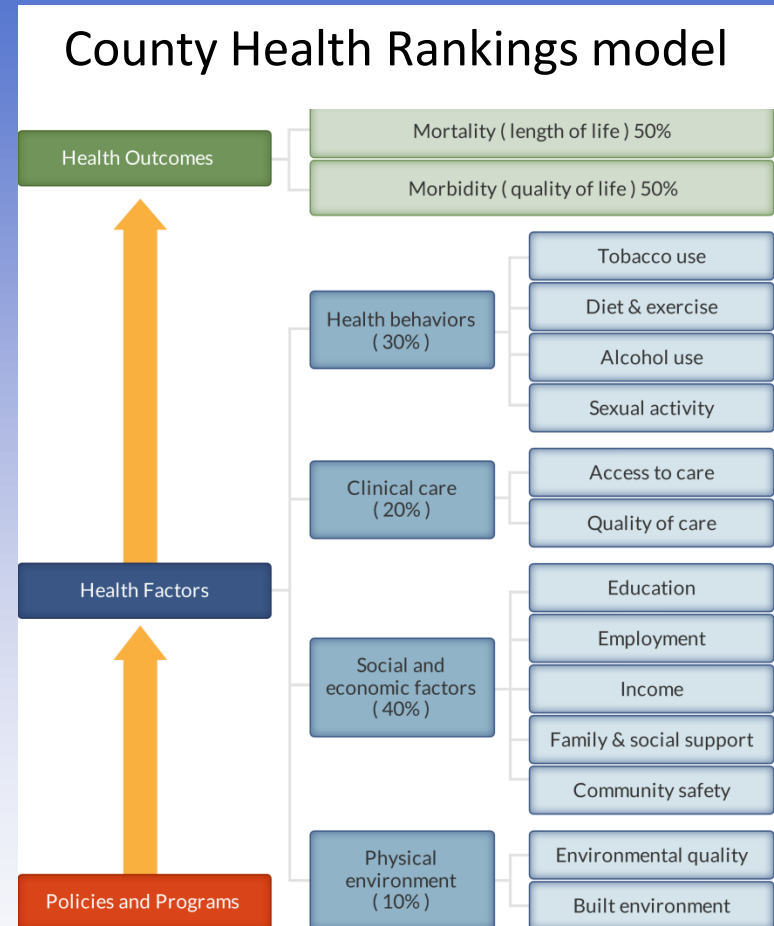 County Health Rankings model
Health Outcomes
Mortality ( length of life ) 50%
Morbidity ( quality of life ) 50%
Health behaviors
( 30% )
Tobacco use
Diet & exercise
Alcohol use
Sexual activity
Clinical care
( 20% )
Access to care
Quality of care
Health Factors
Social and
economic factors
( 40% )
Education
Employment
Income
Family & social support
Community safety
Physical
environment
( 10% )
Environmental quality
Built environment
Policies and Programs